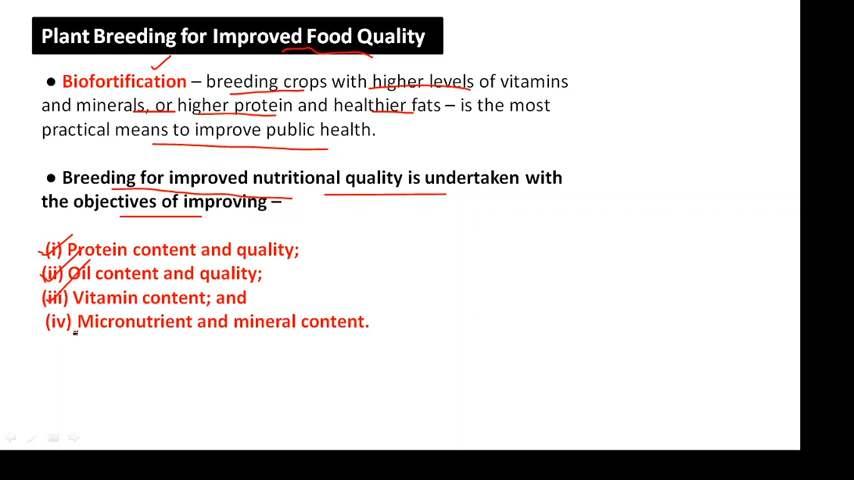 Plant Breeding for Improved Food Quality
● Biofortification – breeding crops with higher levels of vitamins
and minerals, or higher protein and healthier fats – is the most
practical means to improve public health.
● Breeding for improved nutritional quality is undertaken with
the objectives of improving –
(i) Protein content and quality;
(ii) Oil content and quality;
(iii) Vitamin content; and
(iv) Micronutrient and mineral content.